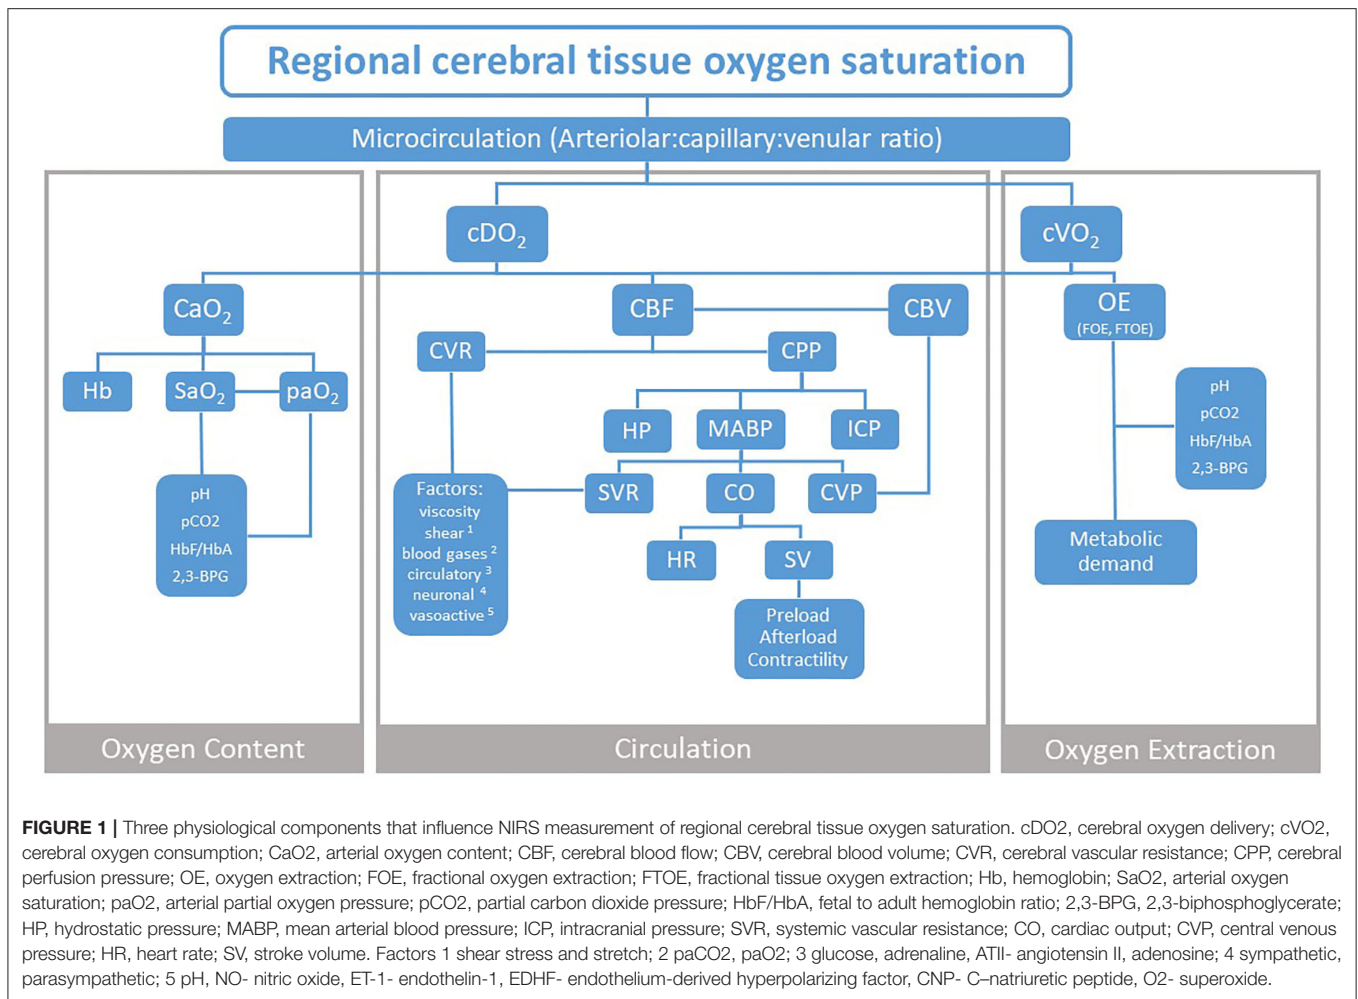 Regional cerebral tissue oxygen saturation
Microcirculation (Arteriolar:capillary:venular ratio)
cDO2
cVO2
CaO2
CBF
CBV
OE
(FOE, FTOE)
CVR
CPP
Hb
SaO2
paO2
HP
MABP
ICP
pH
pCO2
HbF/HbA
2,3-BPG
pH
pCO2
HbF/HbA
2,3-BPG
Factors:
viscosity
shear 1
blood gases 2
circulatory 3
neuronal 4
vasoactive 5
SVR
CO
CVP
HR
SV
Metabolic
demand
Preload
Afterload
Contractility
Oxygen Content
Circulation
Oxygen Extraction
FIGURE 1 | Three physiological components that influence NIRS measurement of regional cerebral tissue oxygen saturation. cDO2, cerebral oxygen delivery; cVO2,
cerebral oxygen consumption; CaO2, arterial oxygen content; CBF, cerebral blood flow; CBV, cerebral blood volume; CVR, cerebral vascular resistance; CPP, cerebral
perfusion pressure; OE, oxygen extraction; FOE, fractional oxygen extraction; FTOE, fractional tissue oxygen extraction; Hb, hemoglobin; SaO2, arterial oxygen
saturation; paO2, arterial partial oxygen pressure; pCO2, partial carbon dioxide pressure; HbF/HbA, fetal to adult hemoglobin ratio; 2,3-BPG, 2,3-biphosphoglycerate;
HP, hydrostatic pressure; MABP, mean arterial blood pressure; ICP, intracranial pressure; SVR, systemic vascular resistance; CO, cardiac output; CVP, central venous
pressure; HR, heart rate; SV, stroke volume. Factors 1 shear stress and stretch; 2 paCO2, paO2; 3 glucose, adrenaline, ATII- angiotensin II, adenosine; 4 sympathetic,
parasympathetic; 5 pH, NO- nitric oxide, ET-1- endothelin-1, EDHF- endothelium-derived hyperpolarizing factor, CNP- C–natriuretic peptide, O2- superoxide.